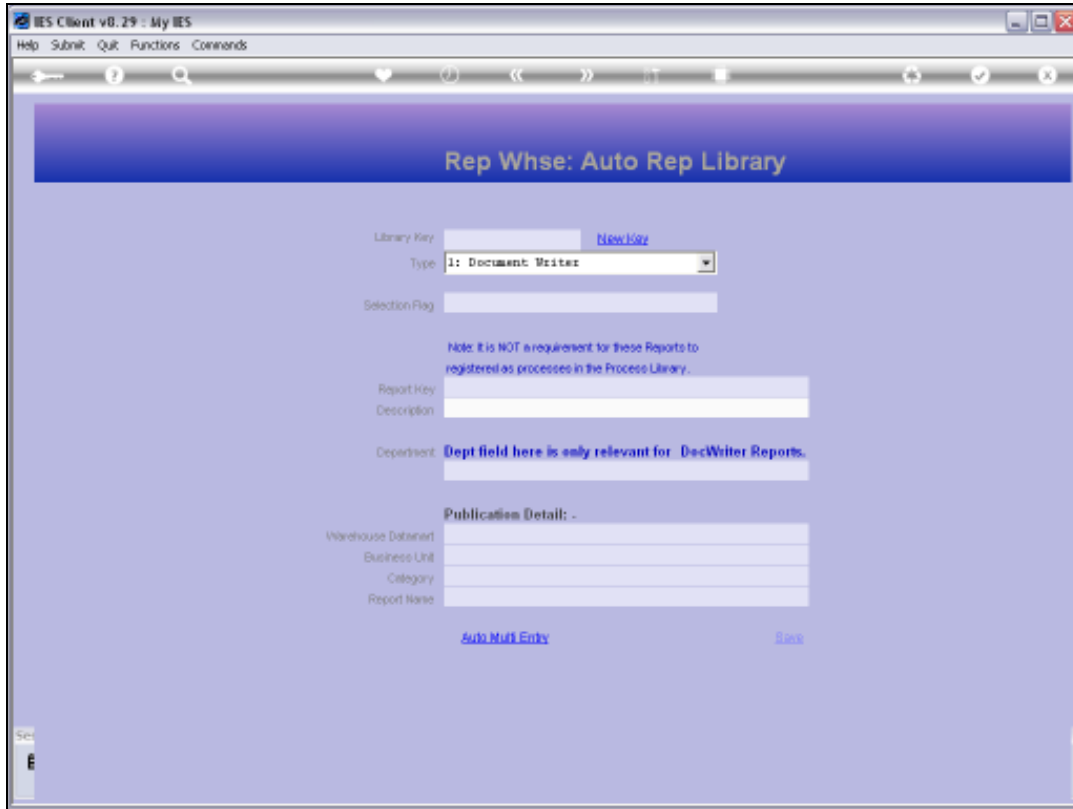 IES Client v8.29 : My IES
Help Submit Quit Functions Commands
Rep Whse: Auto Rep Library
Library Key New Key
Type 1: Document Writer
Selection Flag
Note: It is NOT a requirement for these Reports to
registered as processes in the Process Library.
Report Key
Description
Department Dept field here is only relevant for DocWriter Reports.
Publication Detail: -
Warehouse Datamart
Business Unit
Category
Report Name
Auto Multi Entry Save